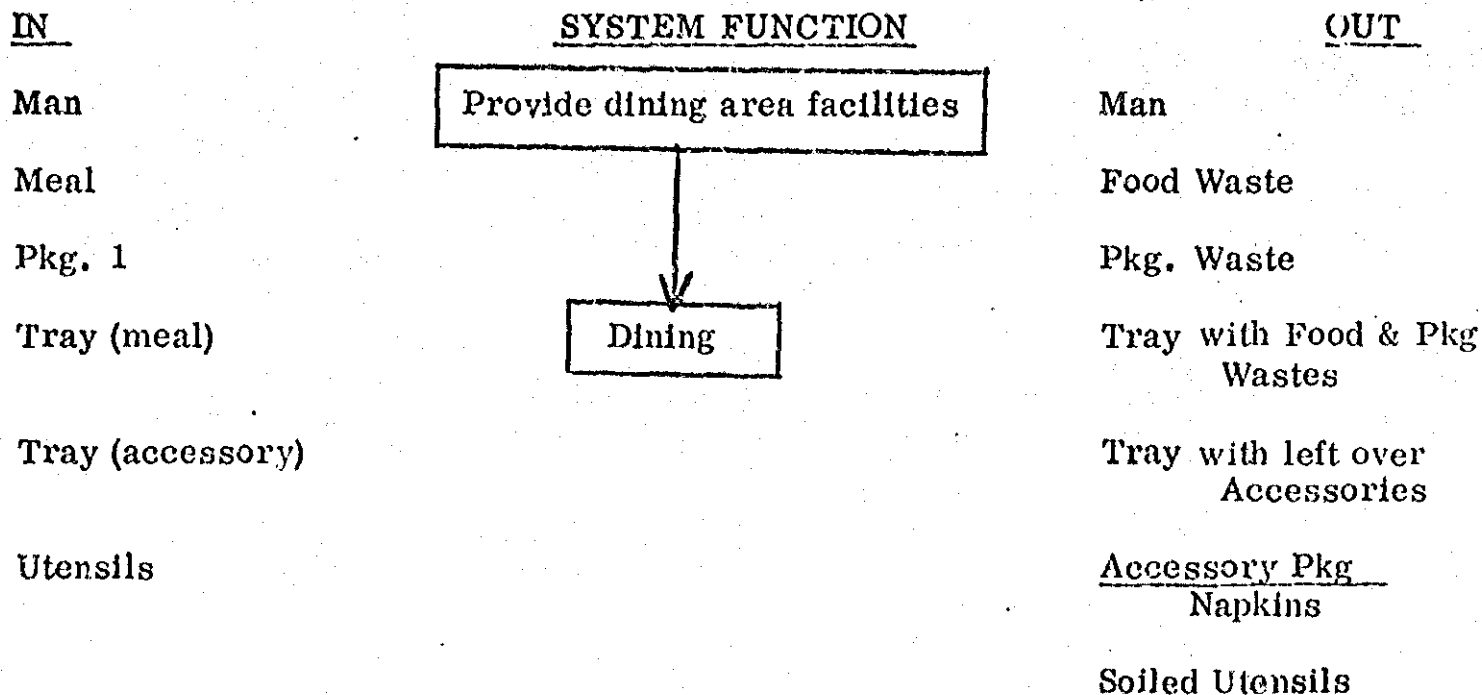 IN SYSTEM FUNCTION OUT
Man Provide dining area facilities Man
Meal Food Waste
Pkg. 1 Pkg. Waste
Tray (meal) Dining Tray with Food & Pkg
Wastes
Tray (accessory) Tray with left over
Accessories
Utensils Accessory Pkg
Napkins
Soiled Utensils